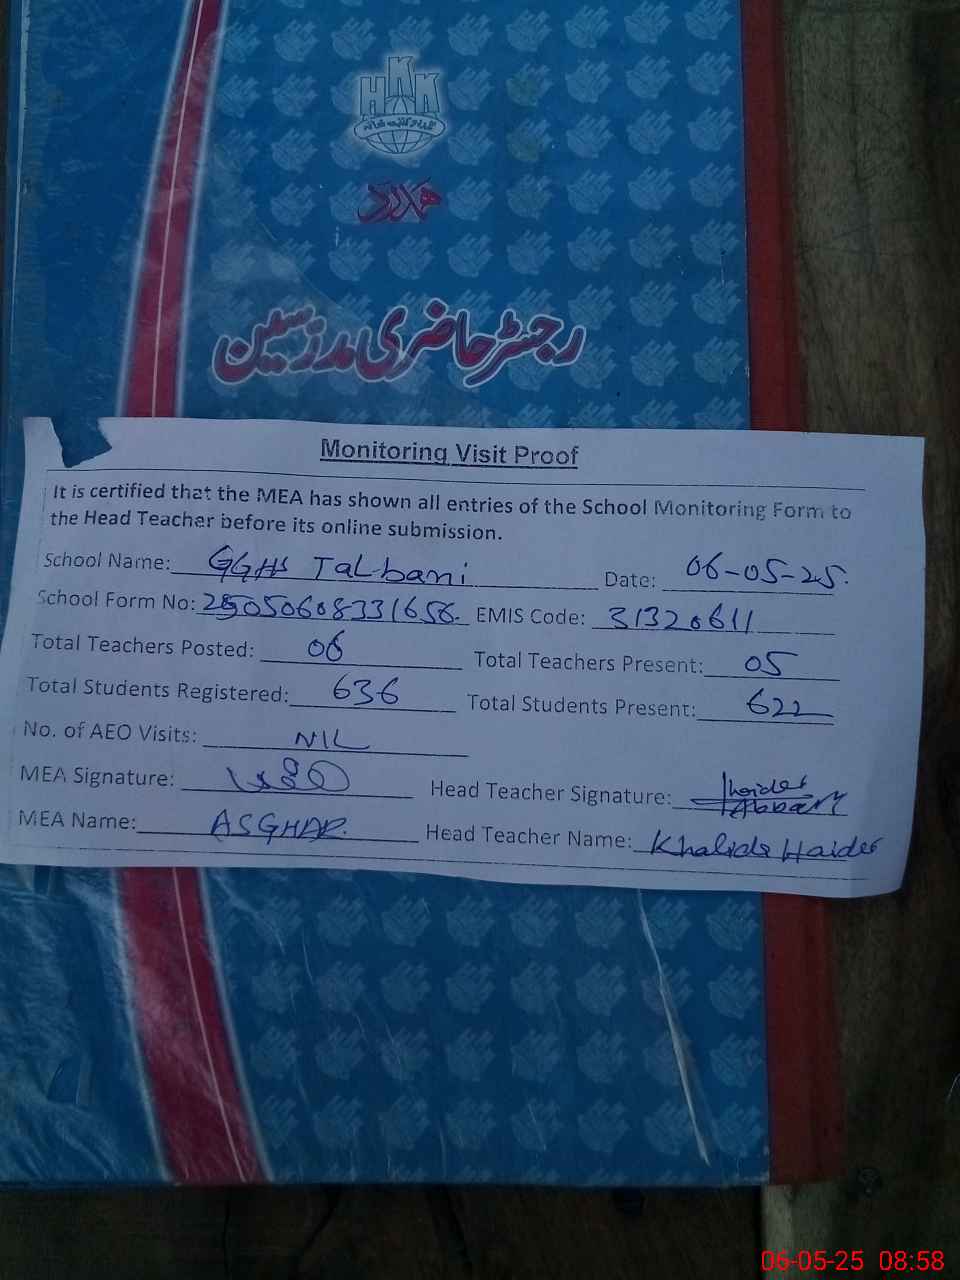 HKK
ہمدرد
رجسٹر حاضری مدرسین
Monitoring Visit Proof
It is certified that the MEA has shown all entries of the School Monitoring Form to
the Head Teacher before its online submission.
School Name: GGHS Talbani Date: 06-05-25.
School Form No: 25050608331656. EMIS Code: 31320611
Total Teachers Posted: 06 Total Teachers Present: 05
Total Students Registered: 636 Total Students Present: 622
No. of AEO Visits: NIL
MEA Signature: Head Teacher Signature:
MEA Name: ASGHAR. Head Teacher Name: Khalida Haider
06-05-25 08:58